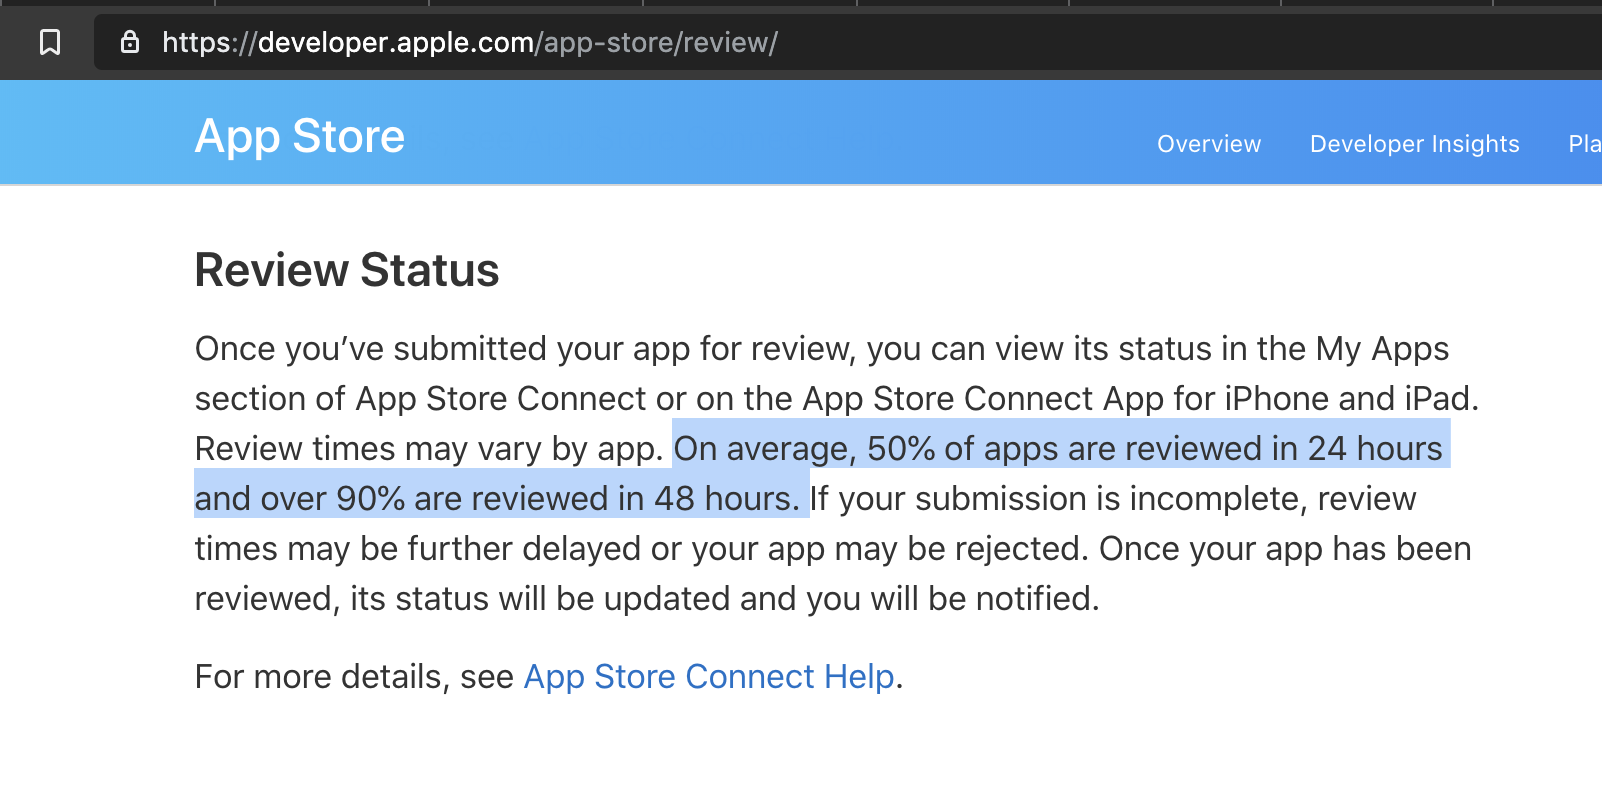 https://developer.apple.com/app-store/review/
App Store
Overview Developer Insights Pla
Review Status
Once you’ve submitted your app for review, you can view its status in the My Apps
section of App Store Connect or on the App Store Connect App for iPhone and iPad.
Review times may vary by app. On average, 50% of apps are reviewed in 24 hours
and over 90% are reviewed in 48 hours. If your submission is incomplete, review
times may be further delayed or your app may be rejected. Once your app has been
reviewed, its status will be updated and you will be notified.
For more details, see App Store Connect Help.